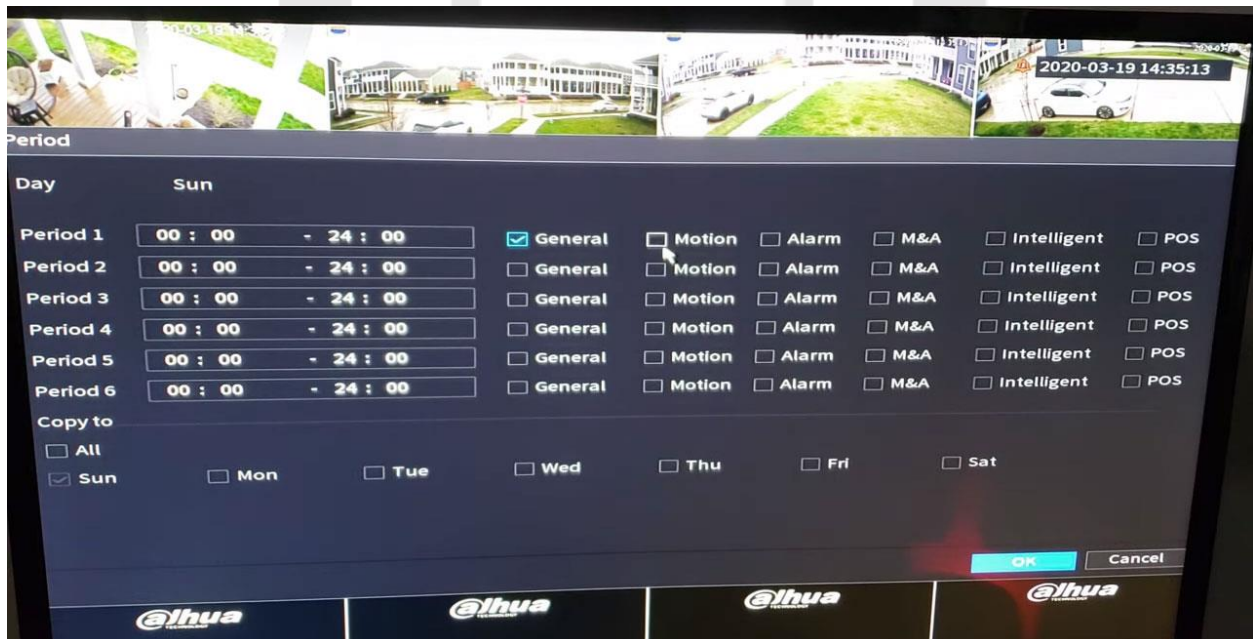 2020-03-19 14:35:13
Period
Day Sun
Period 1 00 : 00 - 24 : 00 General Motion Alarm M&A Intelligent POS
Period 2 00 : 00 - 24 : 00 General Motion Alarm M&A Intelligent POS
Period 3 00 : 00 - 24 : 00 General Motion Alarm M&A Intelligent POS
Period 4 00 : 00 - 24 : 00 General Motion Alarm M&A Intelligent POS
Period 5 00 : 00 - 24 : 00 General Motion Alarm M&A Intelligent POS
Period 6 00 : 00 - 24 : 00 General Motion Alarm M&A Intelligent POS
Copy to
All
Sun Mon Tue Wed Thu Fri Sat
OK Cancel
alhua TECHNOLOGY alhua TECHNOLOGY alhua TECHNOLOGY alhua TECHNOLOGY